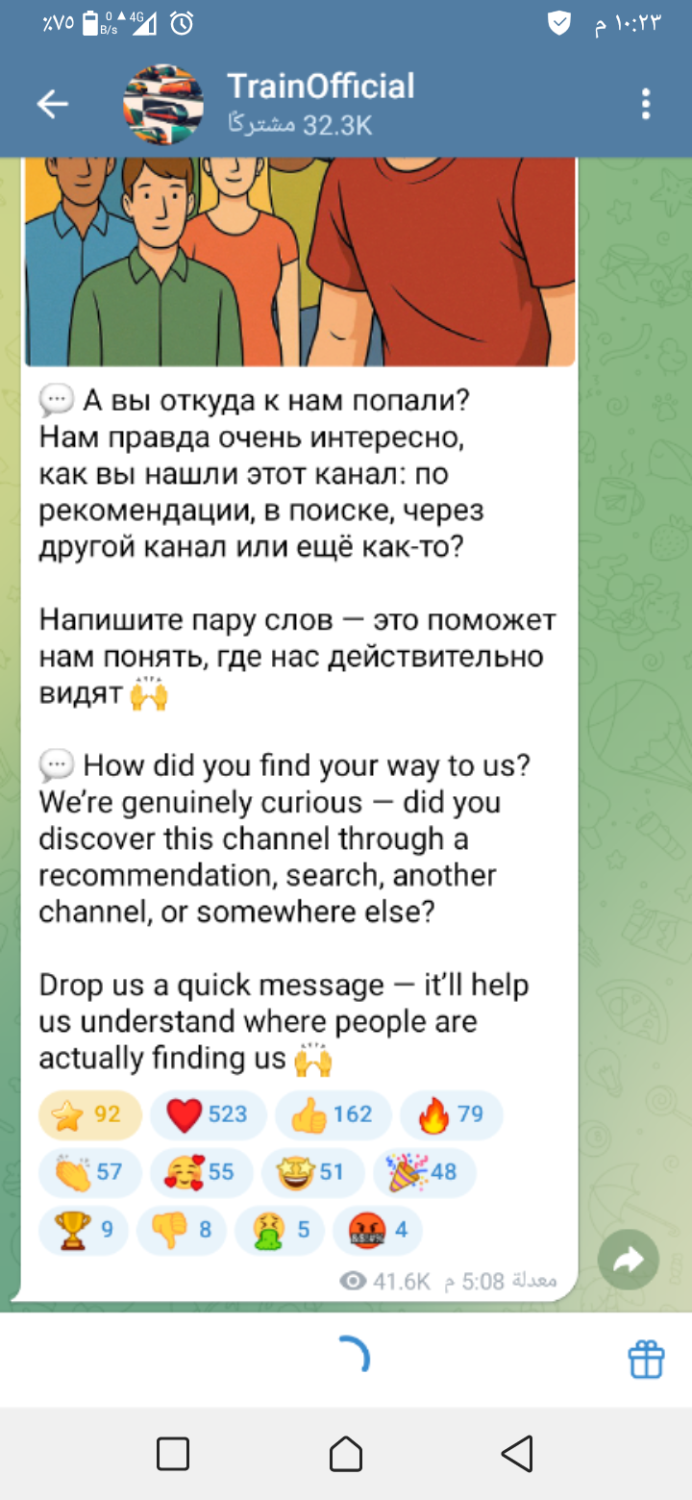 ٪٧٥ 0 B/s 4G ١٠:٢٣ م
TrainOfficial
32.3K مشتركًا
💬 А вы откуда к нам попали?
Нам правда очень интересно,
как вы нашли этот канал: по
рекомендации, в поиске, через
другой канал или ещё как-то?
Напишите пару слов — это поможет
нам понять, где нас действительно
видят 🙌
💬 How did you find your way to us?
We’re genuinely curious — did you
discover this channel through a
recommendation, search, another
channel, or somewhere else?
Drop us a quick message — it’ll help
us understand where people are
actually finding us 🙌
⭐ 92 ❤️ 523 👍 162 🔥 79
👏 57 🥰 55 🤩 51 🎉 48
🏆 9 👎 8 🤮 5 🤬 4
41.6K معدلة 5:08 م